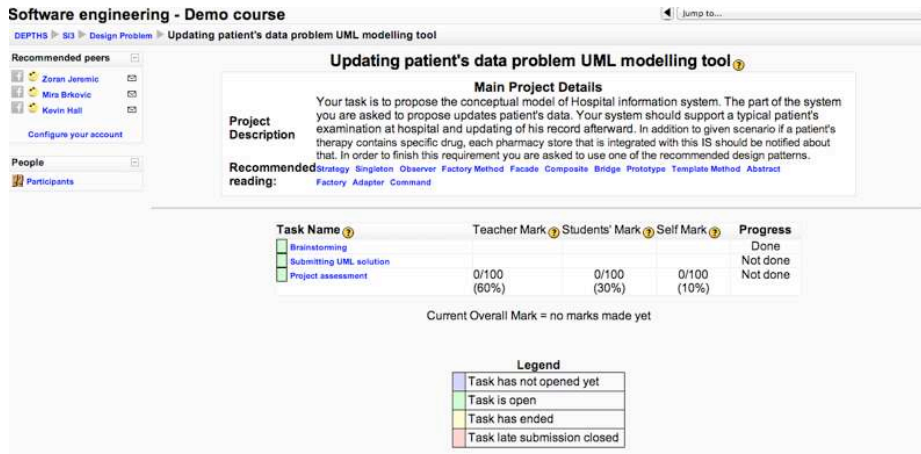 Software engineering - Demo course
Jump to...
DEPTHS SI3 Design Problem Updating patient's data problem UML modelling tool
Recommended peers
Zoran Jeremic
Mira Brkovic
Kevin Hall
Configure your account
People
Participants
Updating patient's data problem UML modelling tool
Main Project Details
Project Description
Your task is to propose the conceptual model of Hospital information system. The part of the system
you are asked to propose updates patient's data. Your system should support a typical patient's
examination at hospital and updating of his record afterward. In addition to given scenario if a patient's
therapy contains specific drug, each pharmacy store that is integrated with this IS should be notified about
that. In order to finish this requirement you are asked to use one of the recommended design patterns.
Recommended reading:
Strategy Singleton Observer Factory Method Facade Composite Bridge Prototype Template Method Abstract
Factory Adapter Command
Task Name Teacher Mark Students' Mark Self Mark Progress
Brainstorming Done
Submitting UML solution Not done
Project assessment 0/100 0/100 0/100 Not done
(60%) (30%) (10%)
Current Overall Mark = no marks made yet
Legend
Task has not opened yet
Task is open
Task has ended
Task late submission closed